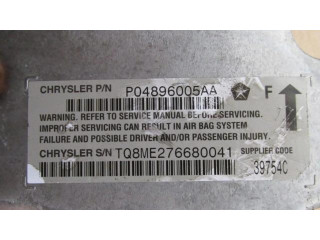 CHRYSLER P/N P04896005AA F
WARNING. REFER TO SERVICE MANUAL BEFORE-SERVICING.
IMPROPER SERVICING CAN RESULT IN AIR BAG SYSTEM
FAILURE AND POSSIBLE DRIVER AND/OR PASSENGER INJURY.
CHRYSLER S/N TQ8ME276680041 SUPPLIER CODE
39754C